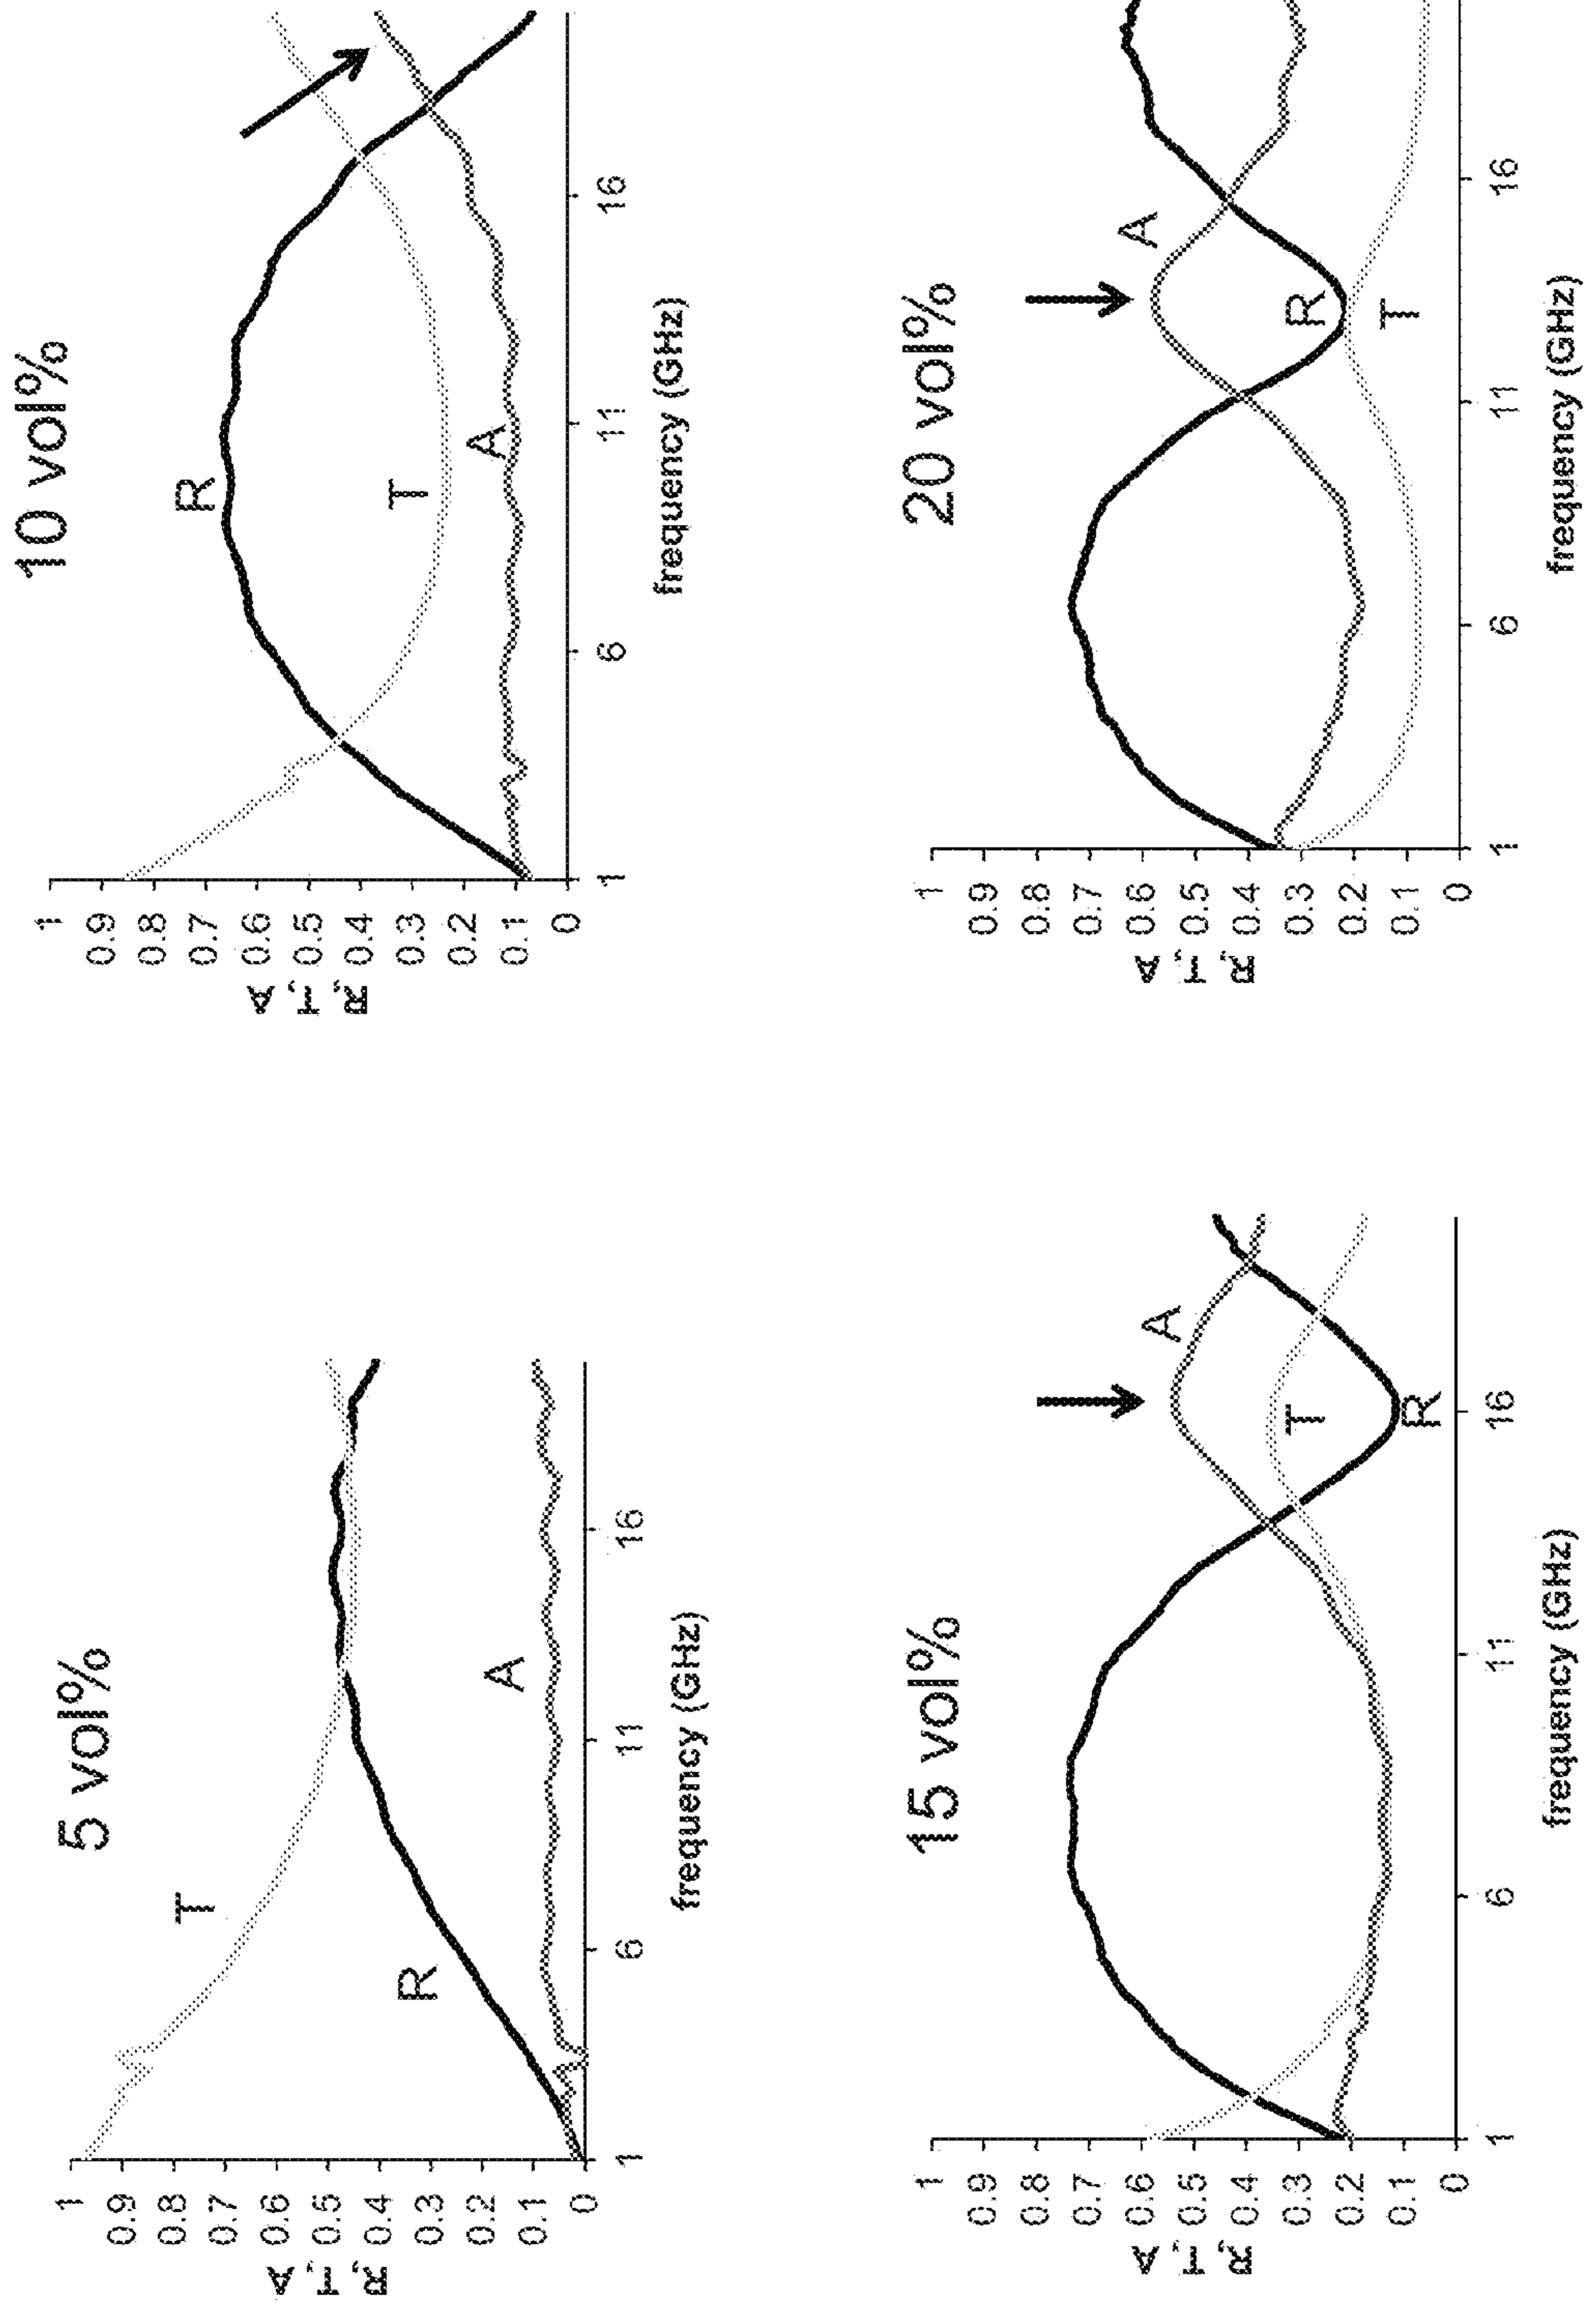 5 vol%
R, T, A
1
0.9
0.8
0.7
0.6
0.5
0.4
0.3
0.2
0.1
0
T
R
A
1 6 11 16
frequency (GHz)
10 vol%
R, T, A
1
0.9
0.8
0.7
0.6
0.5
0.4
0.3
0.2
0.1
0
R
T
A
1 6 11 16
frequency (GHz)
15 vol%
R, T, A
1
0.9
0.8
0.7
0.6
0.5
0.4
0.3
0.2
0.1
0
A
T
R
1 6 11 16
frequency (GHz)
20 vol%
R, T, A
1
0.9
0.8
0.7
0.6
0.5
0.4
0.3
0.2
0.1
0
A
R
T
1 6 11 16
frequency (GHz)